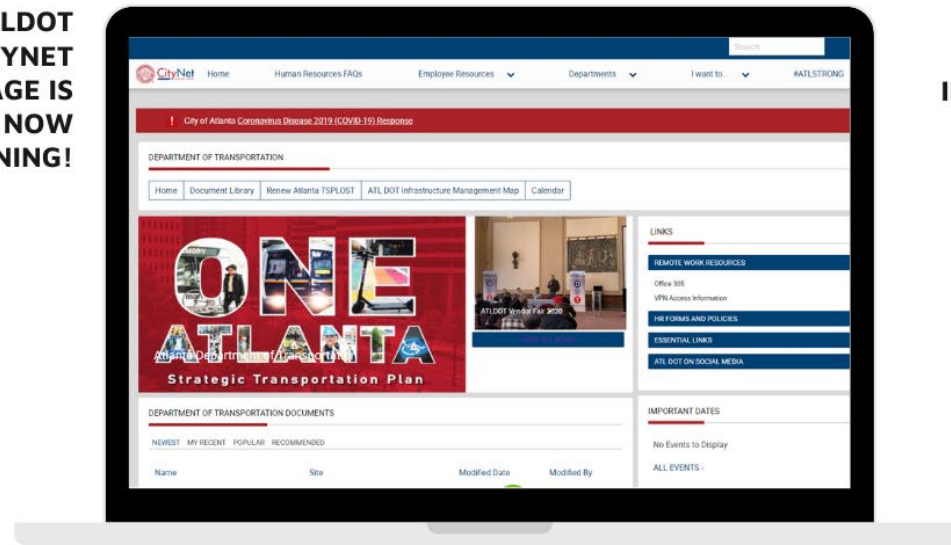 LDOT
YNET
AGE IS
NOW
NING!
Search
CityNet Home Human Resources FAQs Employee Resources Departments I want to... #ATLSTRONG
! City of Atlanta Coronavirus Disease 2019 (COVID-19) Response
DEPARTMENT OF TRANSPORTATION
Home Document Library Renew Atlanta TSPLOST ATL DOT Infrastructure Management Map Calendar
ONE
ATLANTA
Atlanta Department of Transportation
Strategic Transportation Plan
ATLDOT Vendor Fair 2020
LINKS
REMOTE WORK RESOURCES
Office 365
VPN Access Information
HR FORMS AND POLICIES
ESSENTIAL LINKS
ATL DOT ON SOCIAL MEDIA
DEPARTMENT OF TRANSPORTATION DOCUMENTS
NEWEST MY RECENT POPULAR RECOMMENDED
Name Site Modified Date Modified By
IMPORTANT DATES
No Events to Display
ALL EVENTS ›